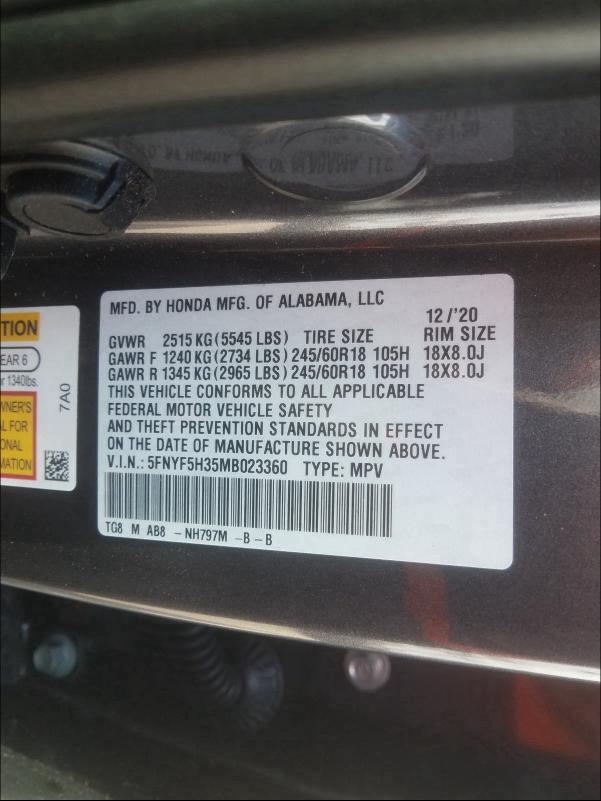 MFD. BY HONDA MFG. OF ALABAMA, LLC
12 /'20
GVWR 2515 KG (5545 LBS) TIRE SIZE RIM SIZE
GAWR F 1240 KG (2734 LBS) 245/60R18 105H 18X8.0J
GAWR R 1345 KG (2965 LBS) 245/60R18 105H 18X8.0J
THIS VEHICLE CONFORMS TO ALL APPLICABLE
FEDERAL MOTOR VEHICLE SAFETY
AND THEFT PREVENTION STANDARDS IN EFFECT
ON THE DATE OF MANUFACTURE SHOWN ABOVE.
V.I.N.: 5FNYF5H35MB023360 TYPE: MPV
TG8 M AB8 - NH797M -B - B
TION
EAR 6
r 1340lbs.
7A0
WNER'S
AL FOR
ONAL
MATION